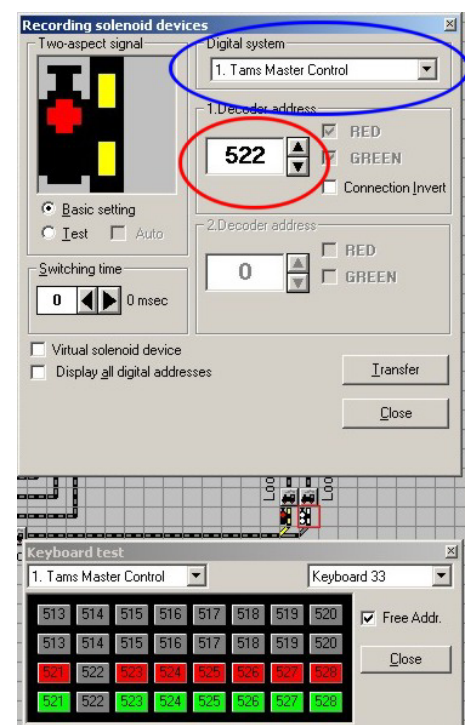 Recording solenoid devices
Two-aspect signal
Digital system
1. Tams Master Control
1.Decoder address
522
RED
GREEN
Connection Invert
Basic setting
Test
Auto
2.Decoder address
0
RED
GREEN
Switching time
0
0 msec
Virtual solenoid device
Display all digital addresses
Transfer
Close
Keyboard test
1. Tams Master Control
Keyboard 33
513 514 515 516 517 518 519 520
513 514 515 516 517 518 519 520
521 522 523 524 525 526 527 528
521 522 523 524 525 526 527 528
Free Addr.
Close